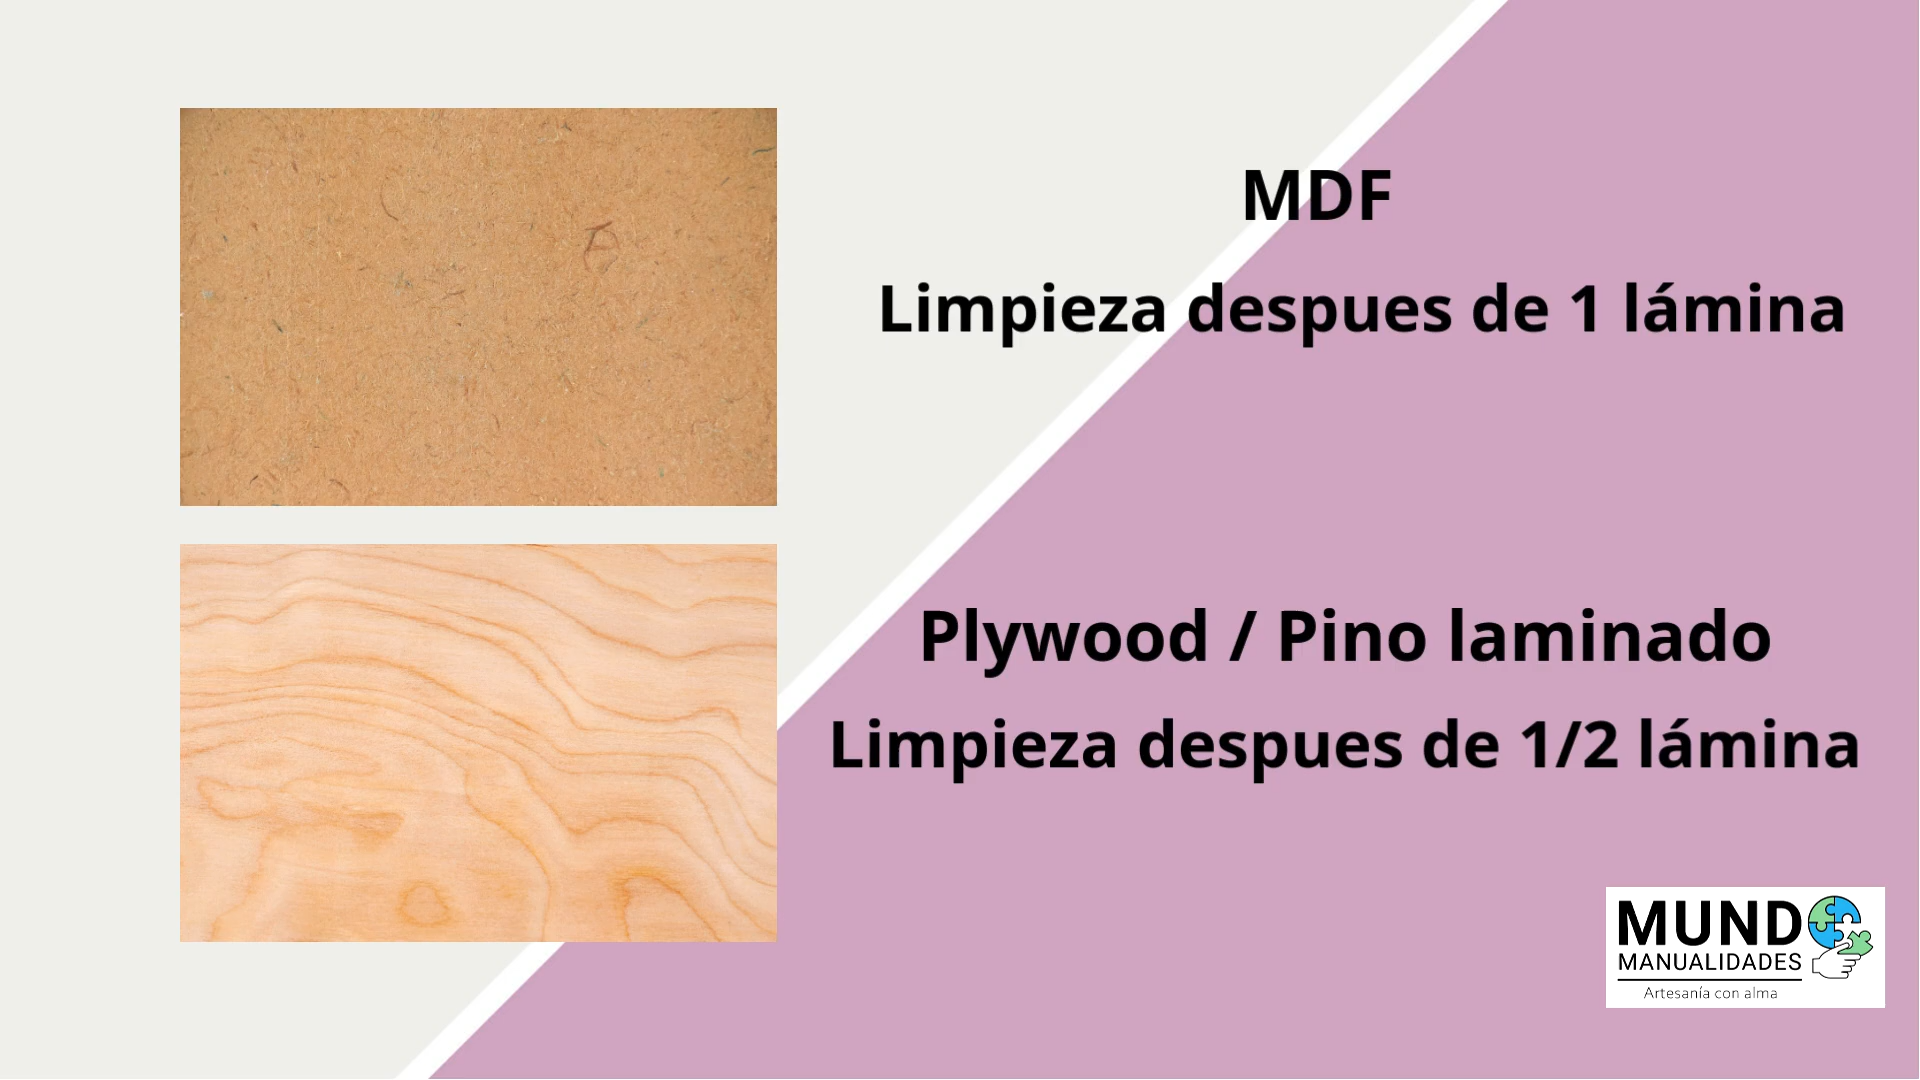 MDF
Limpieza despues de 1 lámina
Plywood / Pino laminado
Limpieza despues de 1/2 lámina
MUNDO
MANUALIDADES
Artesanía con alma